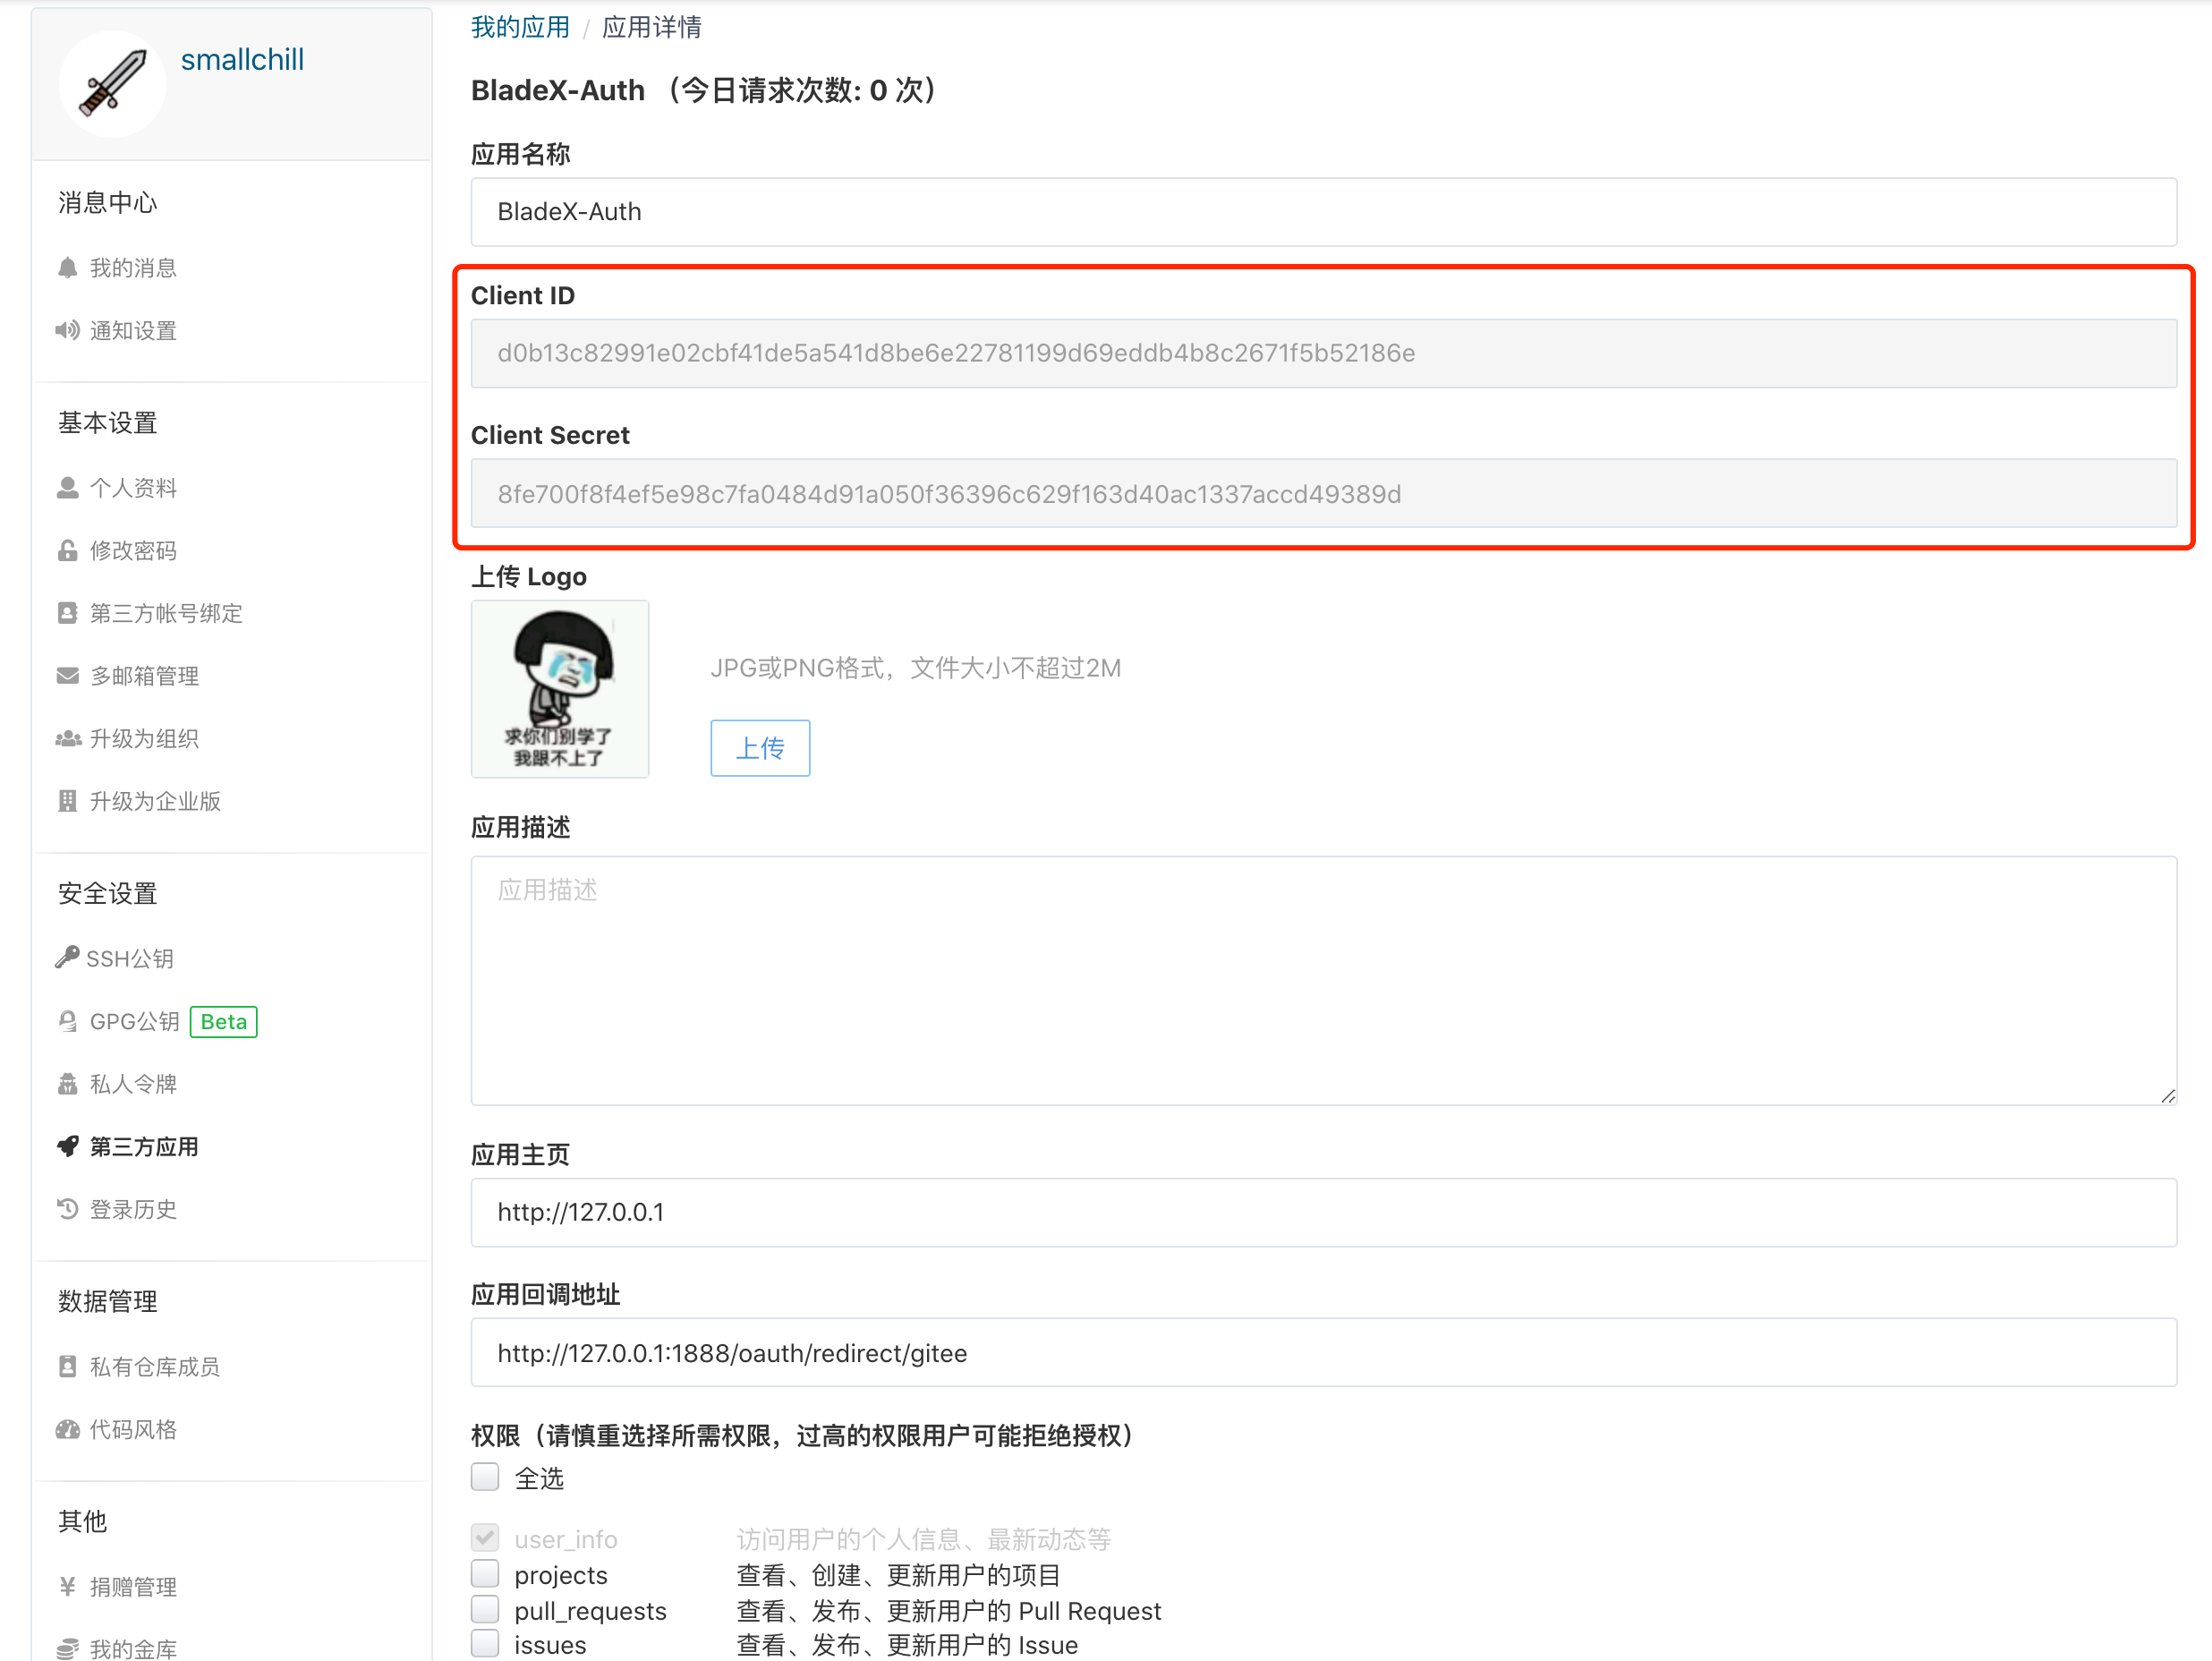 smallchill
消息中心
我的消息
通知设置
基本设置
个人资料
修改密码
第三方帐号绑定
多邮箱管理
升级为组织
升级为企业版
安全设置
SSH公钥
GPG公钥 Beta
私人令牌
第三方应用
登录历史
数据管理
私有仓库成员
代码风格
其他
捐赠管理
我的金库
我的应用 / 应用详情
BladeX-Auth （今日请求次数: 0 次）
应用名称
BladeX-Auth
Client ID
d0b13c82991e02cbf41de5a541d8be6e22781199d69eddb4b8c2671f5b52186e
Client Secret
8fe700f8f4ef5e98c7fa0484d91a050f36396c629f163d40ac1337accd49389d
上传 Logo
求你们别学了
我跟不上了
JPG或PNG格式，文件大小不超过2M
上传
应用描述
应用描述
应用主页
http://127.0.0.1
应用回调地址
http://127.0.0.1:1888/oauth/redirect/gitee
权限（请慎重选择所需权限，过高的权限用户可能拒绝授权）
全选
user_info 访问用户的个人信息、最新动态等
projects 查看、创建、更新用户的项目
pull_requests 查看、发布、更新用户的 Pull Request
issues 查看、发布、更新用户的 Issue